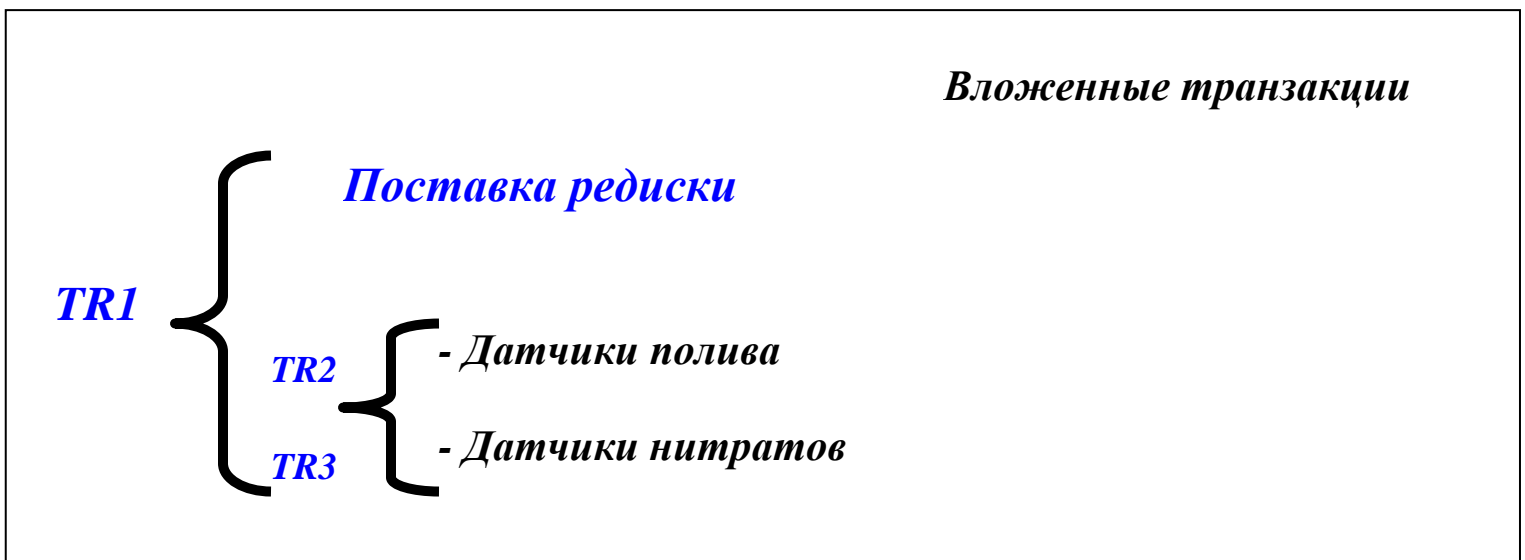 Вложенные транзакции
Поставка редиски
TR1
TR2
- Датчики полива
TR3
- Датчики нитратов